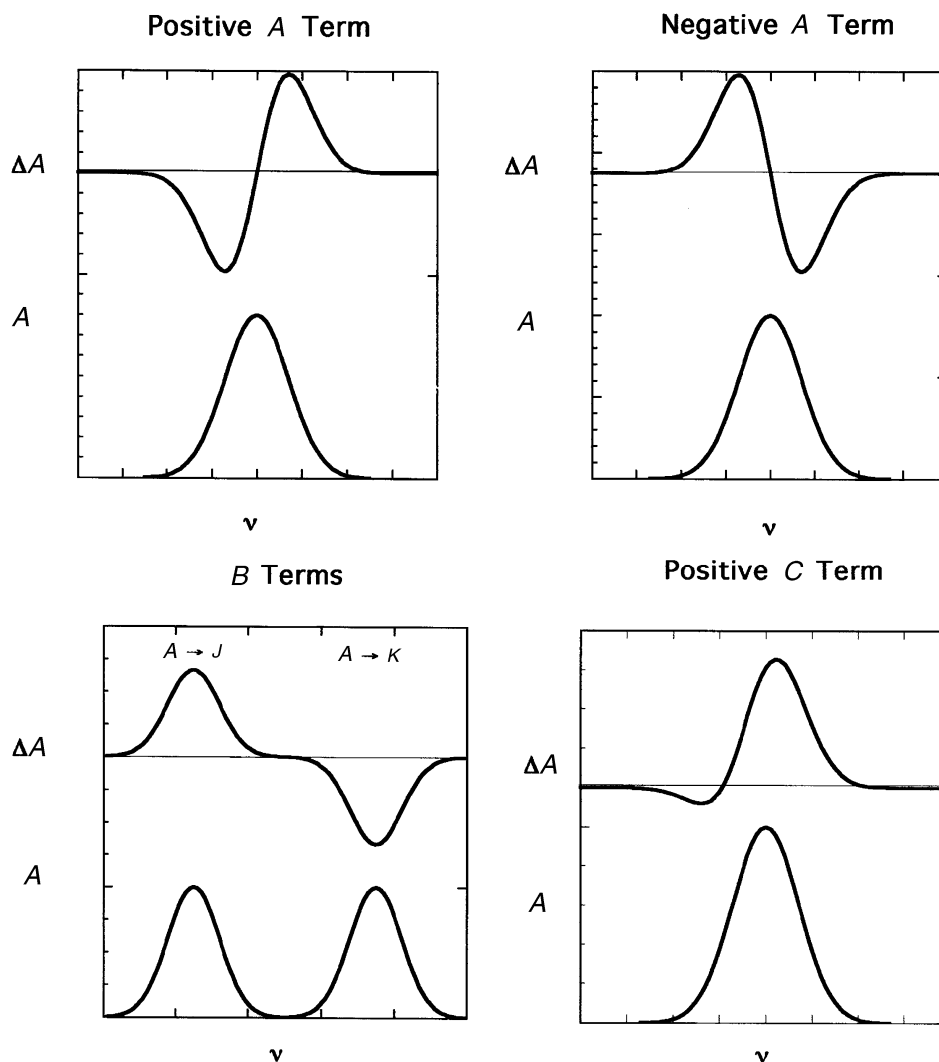 Positive A Term
Negative A Term
ΔA
ΔA
A
A
ν
ν
B Terms
Positive C Term
A → J
A → K
ΔA
ΔA
A
A
ν
ν